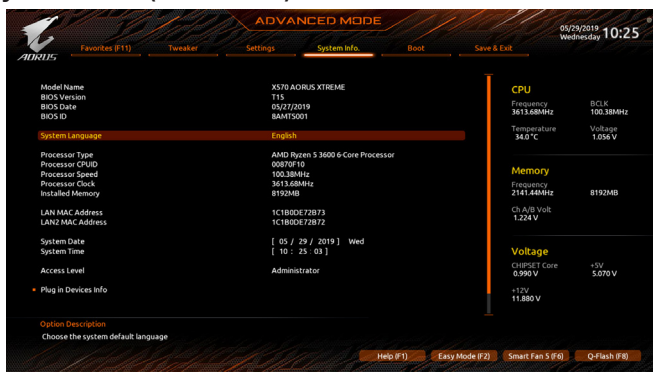 ADVANCED MODE
05/29/2019 Wednesday 10:25
AORUS
Favorites (F11) Tweaker Settings System Info. Boot Save & Exit
Model Name X570 AORUS XTREME
BIOS Version T15
BIOS Date 05/27/2019
BIOS ID 8AMTS001
System Language English
Processor Type AMD Ryzen 5 3600 6-Core Processor
Processor CPUID 00870F10
Processor Speed 100.38MHz
Processor Clock 3613.68MHz
Installed Memory 8192MB
LAN MAC Address 1C1B0DE72B73
LAN2 MAC Address 1C1B0DE72B72
System Date [ 05 / 29 / 2019 ] Wed
System Time [ 10 : 25 : 03 ]
Access Level Administrator
Plug in Devices Info
CPU
Frequency BCLK
3613.68MHz 100.38MHz
Temperature Voltage
34.0 °C 1.056 V
Memory
Frequency
2141.44MHz 8192MB
Ch A/B Volt
1.224 V
Voltage
CHIPSET Core +5V
0.990 V 5.070 V
+12V
11.880 V
Option Description
Choose the system default language
Help (F1) Easy Mode (F2) Smart Fan 5 (F6) Q-Flash (F8)